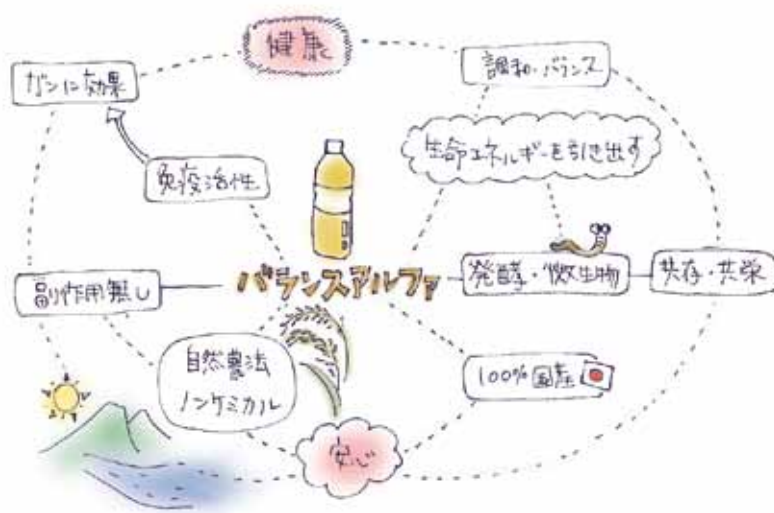 健康
ガンに効果
調和・バランス
生命エネルギーを引き出す
免疫活性
バランスアルファ
発酵・微生物
共存・共栄
副作用無し
自然農法
ノンケミカル
100%国産
安心